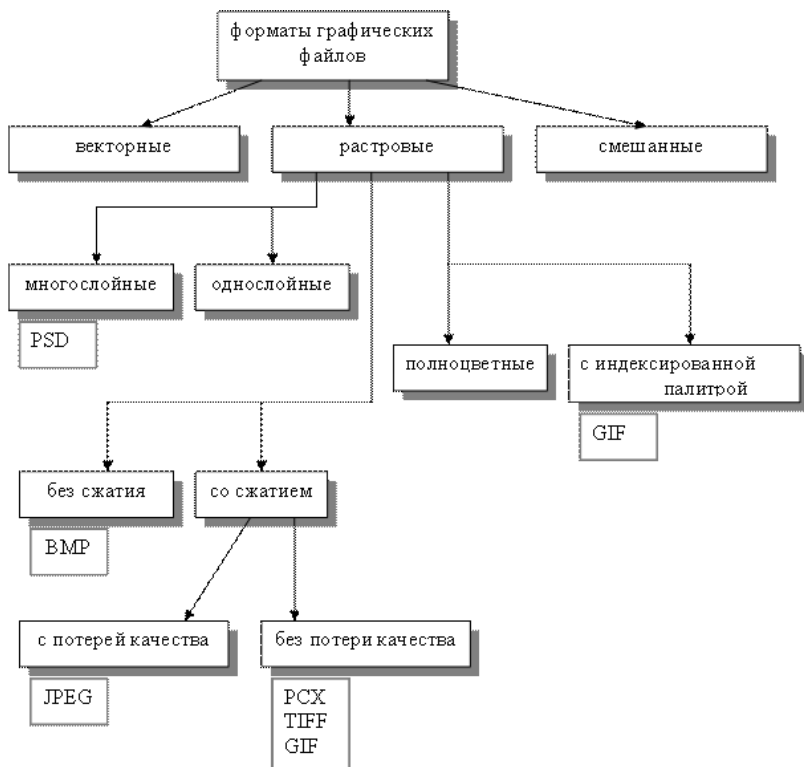 форматы графических
файлов
векторные
растровые
смешанные
многослойные
однослойные
PSD
полноцветные
с индексированной
палитрой
GIF
без сжатия
со сжатием
BMP
с потерей качества
без потери качества
JPEG
PCX
TIFF
GIF